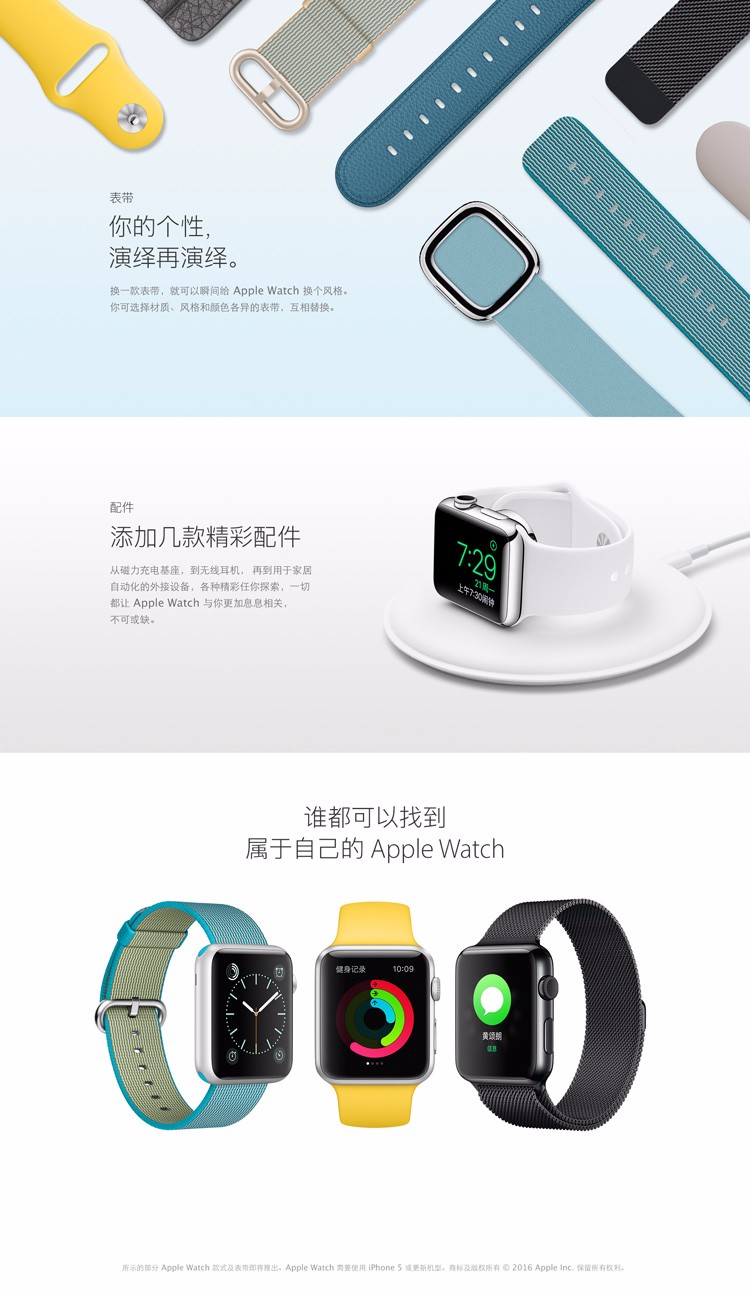 表带
你的个性，
演绎再演绎。
换一款表带，就可以瞬间给 Apple Watch 换个风格。
你可选择材质、风格和颜色各异的表带，互相替换。
配件
添加几款精彩配件
从磁力充电基座，到无线耳机， 再到用于家居
自动化的外接设备，各种精彩任你探索，一切
都让 Apple Watch 与你更加息息相关，
不可或缺。
7:29
21周一
上午7:30闹钟
谁都可以找到
属于自己的 Apple Watch
健身记录 10:09
黄颂朗
信息
所示的部分 Apple Watch 款式及表带即将推出。Apple Watch 需要使用 iPhone 5 或更新机型。商标及版权所有 © 2016 Apple Inc. 保留所有权利。